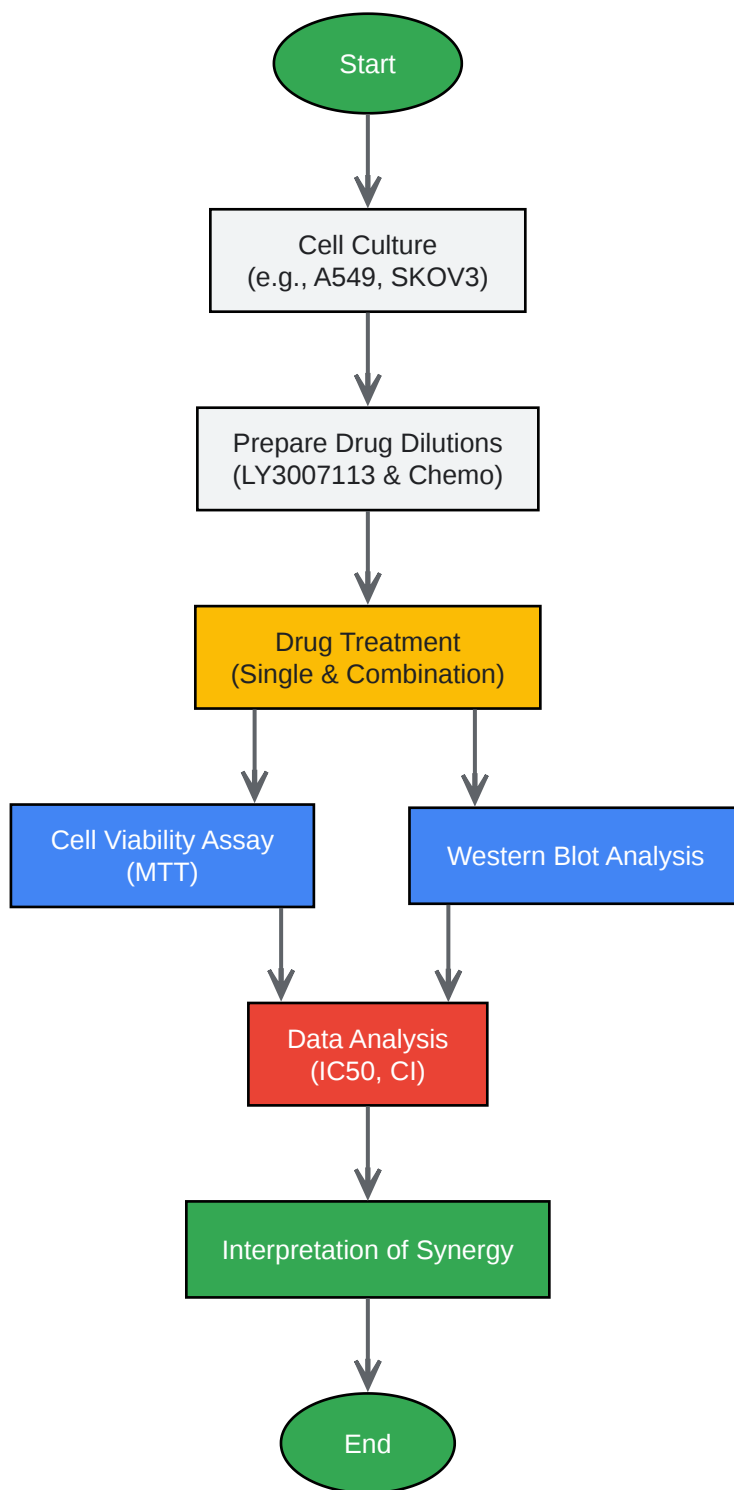 Start
Cell Culture
(e.g., A549, SKOV3)
Prepare Drug Dilutions
(LY3007113 & Chemo)
Drug Treatment
(Single & Combination)
Cell Viability Assay
(MTT)
Western Blot Analysis
Data Analysis
(IC50, CI)
Interpretation of Synergy
End